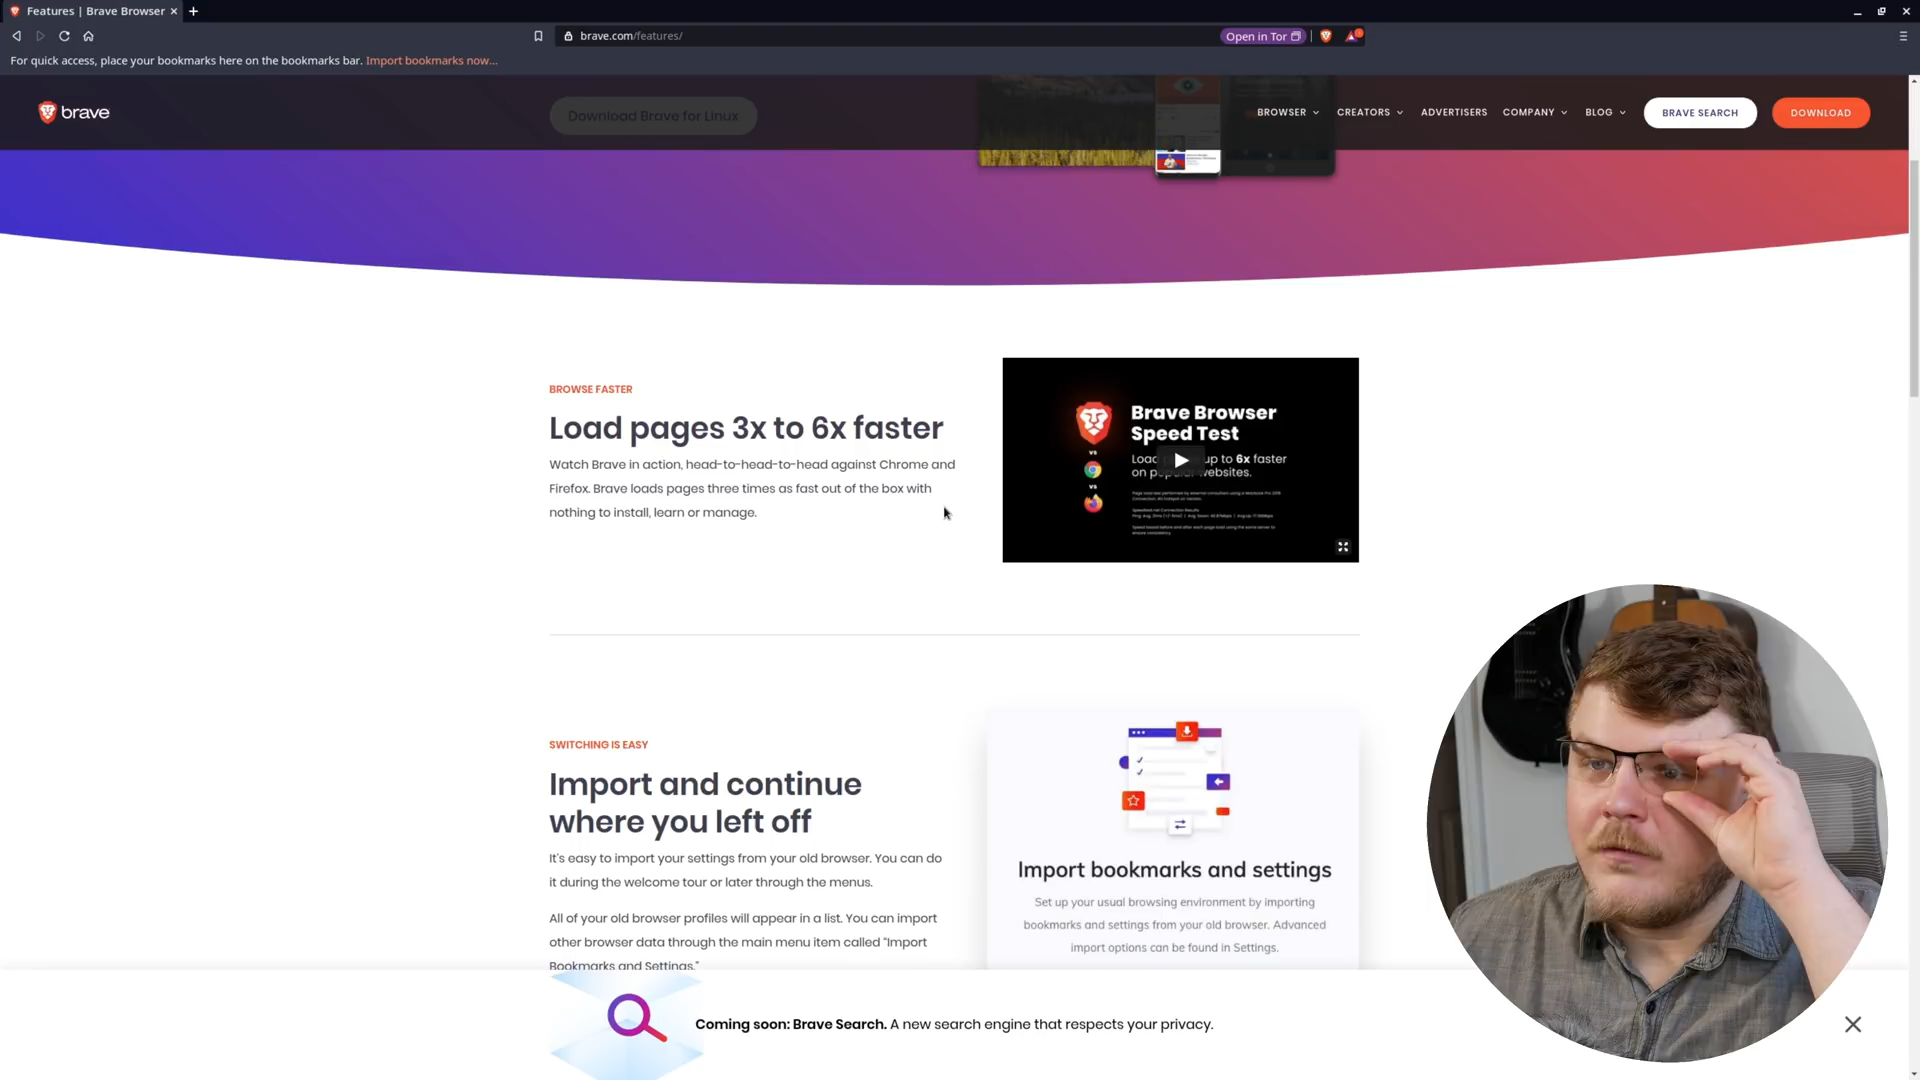 Features | Brave Browser
brave.com/features/
Open in Tor
For quick access, place your bookmarks here on the bookmarks bar. Import bookmarks now...
brave
Download Brave for Linux
BROWSER
CREATORS
ADVERTISERS
COMPANY
BLOG
BRAVE SEARCH
DOWNLOAD
BROWSE FASTER
Load pages 3x to 6x faster
Watch Brave in action, head-to-head-to-head against Chrome and
Firefox. Brave loads pages three times as fast out of the box with
nothing to install, learn or manage.
Brave Browser
Speed Test
up to 6x faster
on websites.
vs
vs
SWITCHING IS EASY
Import and continue
where you left off
It's easy to import your settings from your old browser. You can do
it during the welcome tour or later through the menus.
All of your old browser profiles will appear in a list. You can import
other browser data through the main menu item called "Import
Bookmarks and Settings."
Import bookmarks and settings
Set up your usual browsing environment by importing
bookmarks and settings from your old browser. Advanced
import options can be found in Settings.
Coming soon: Brave Search. A new search engine that respects your privacy.